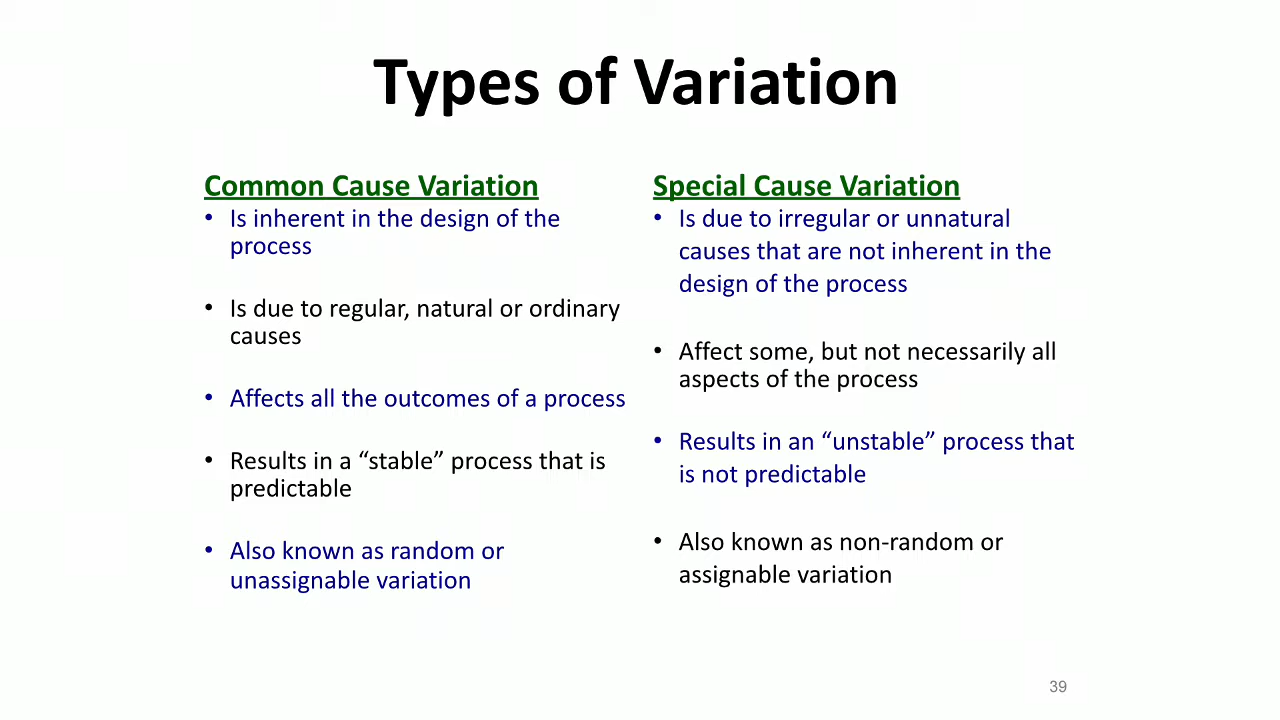 Types of Variation
Common Cause Variation
• Is inherent in the design of the
process
• Is due to regular, natural or ordinary
causes
• Affects all the outcomes of a process
• Results in a “stable” process that is
predictable
• Also known as random or
unassignable variation
Special Cause Variation
• Is due to irregular or unnatural
causes that are not inherent in the
design of the process
• Affect some, but not necessarily all
aspects of the process
• Results in an “unstable” process that
is not predictable
• Also known as non-random or
assignable variation
39